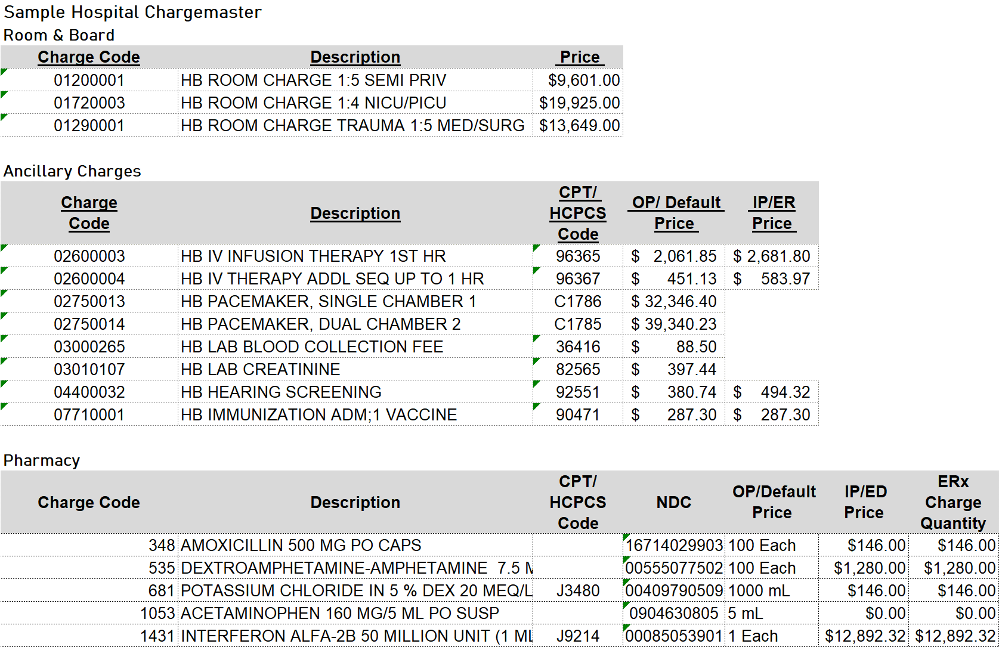 Sample Hospital Chargemaster
Room & Board
Charge Code Description Price
01200001 HB ROOM CHARGE 1:5 SEMI PRIV $9,601.00
01720003 HB ROOM CHARGE 1:4 NICU/PICU $19,925.00
01290001 HB ROOM CHARGE TRAUMA 1:5 MED/SURG $13,649.00
Ancillary Charges
Charge Code Description CPT/ HCPCS Code OP/ Default Price IP/ER Price
02600003 HB IV INFUSION THERAPY 1ST HR 96365 $ 2,061.85 $ 2,681.80
02600004 HB IV THERAPY ADDL SEQ UP TO 1 HR 96367 $ 451.13 $ 583.97
02750013 HB PACEMAKER, SINGLE CHAMBER 1 C1786 $ 32,346.40
02750014 HB PACEMAKER, DUAL CHAMBER 2 C1785 $ 39,340.23
03000265 HB LAB BLOOD COLLECTION FEE 36416 $ 88.50
03010107 HB LAB CREATININE 82565 $ 397.44
04400032 HB HEARING SCREENING 92551 $ 380.74 $ 494.32
07710001 HB IMMUNIZATION ADM;1 VACCINE 90471 $ 287.30 $ 287.30
Pharmacy
Charge Code Description CPT/ HCPCS Code NDC OP/Default Price IP/ED Price ERx Charge Quantity
348 AMOXICILLIN 500 MG PO CAPS 16714029903 100 Each $146.00 $146.00
535 DEXTROAMPHETAMINE-AMPHETAMINE 7.5 00555077502 100 Each $1,280.00 $1,280.00
681 POTASSIUM CHLORIDE IN 5 % DEX 20 MEQ/L J3480 00409790509 1000 mL $146.00 $146.00
1053 ACETAMINOPHEN 160 MG/5 ML PO SUSP 0904630805 5 mL $0.00 $0.00
1431 INTERFERON ALFA-2B 50 MILLION UNIT (1 ML J9214 00085053901 1 Each $12,892.32 $12,892.32